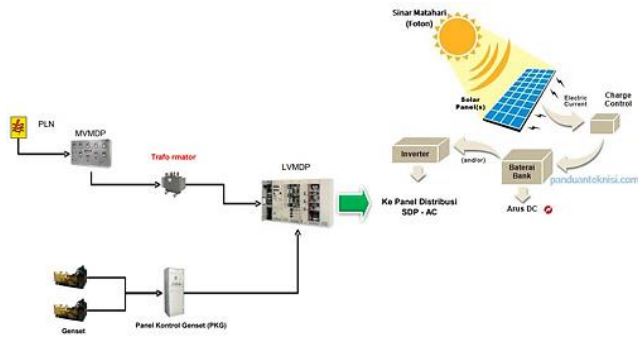 Sinar Matahari
(Foton)
Solar
Panel(s)
Electric
Current
Charge
Control
PLN
MVMDP
Trafo rmator
LVMDP
Inverter
(and/or)
Baterai
Bank
panduanteknisi.com
Ke Panel Distribusi
SDP - AC
Arus DC
Genset
Panel Kontrol Genset (PKG)